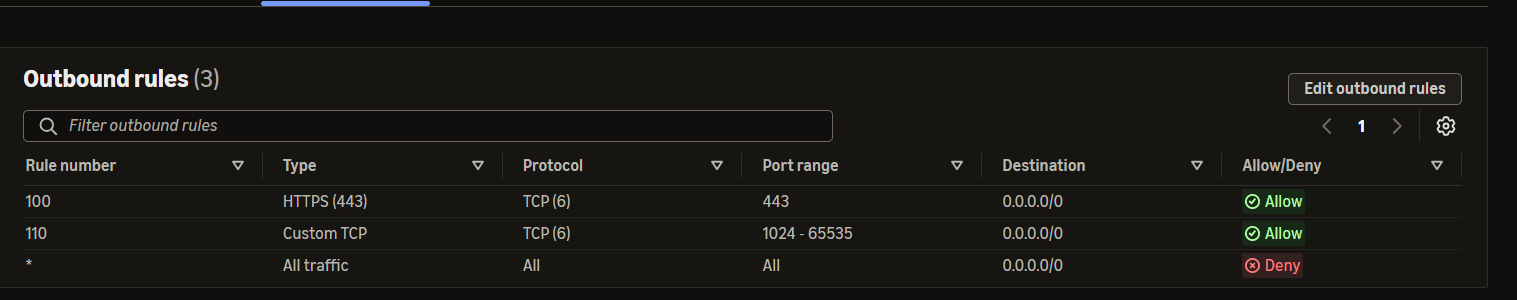 Outbound rules (3)
Edit outbound rules
Filter outbound rules
1
Rule number Type Protocol Port range Destination Allow/Deny
100 HTTPS (443) TCP (6) 443 0.0.0.0/0 Allow
110 Custom TCP TCP (6) 1024 - 65535 0.0.0.0/0 Allow
* All traffic All All 0.0.0.0/0 Deny